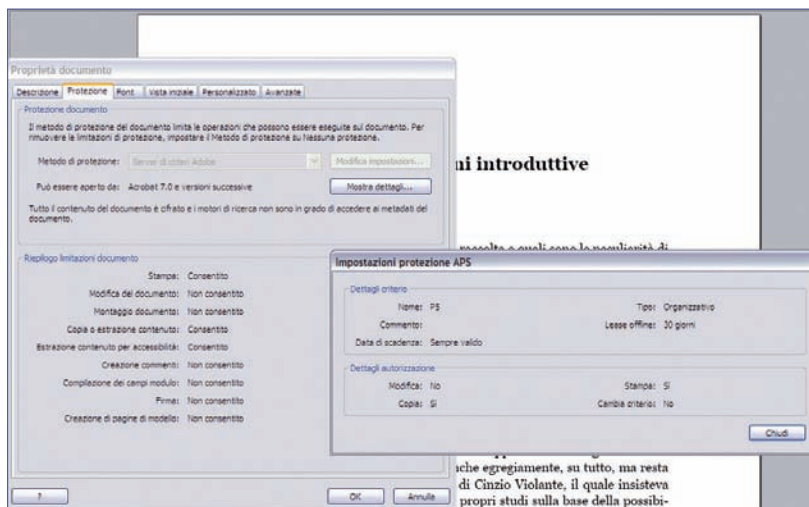 Proprietà documento
Descrizione Protezione Font Vista iniziale Personalizzato Avanzate
Protezione documento
Il metodo di protezione del documento limita le operazioni che possono essere eseguite sul documento. Per
rimuovere le limitazioni di protezione, impostare il Metodo di protezione su Nessuna protezione.
Metodo di protezione: Server di criteri Adobe Modifica impostazioni...
Può essere aperto da: Acrobat 7.0 e versioni successive Mostra dettagli...
Tutto il contenuto del documento è cifrato e i motori di ricerca non sono in grado di accedere ai metadati del
documento.
Riepilogo limitazioni documento
Stampa: Consentito
Modifica del documento: Non consentito
Montaggio documento: Non consentito
Copia o estrazione contenuto: Consentito
Estrazione contenuto per accessibilità: Consentito
Creazione commenti: Non consentito
Compilazione dei campi modulo: Non consentito
Firma: Non consentito
Creazione di pagine di modello: Non consentito
? OK Annulla
ni introduttive
raccolta e quali sono le peculiarità di
Impostazioni protezione APS
Dettagli criterio
Nome: PS Tipo: Organizzativo
Commento: Lease offline: 30 giorni
Data di scadenza: Sempre valido
Dettagli autorizzazione
Modifica: No Stampa: Sì
Copia: Sì Cambia criterio: No
Chiudi
nche egregiamente, su tutto, ma resta
di Cinzio Violante, il quale insisteva
propri studi sulla base della possibi-